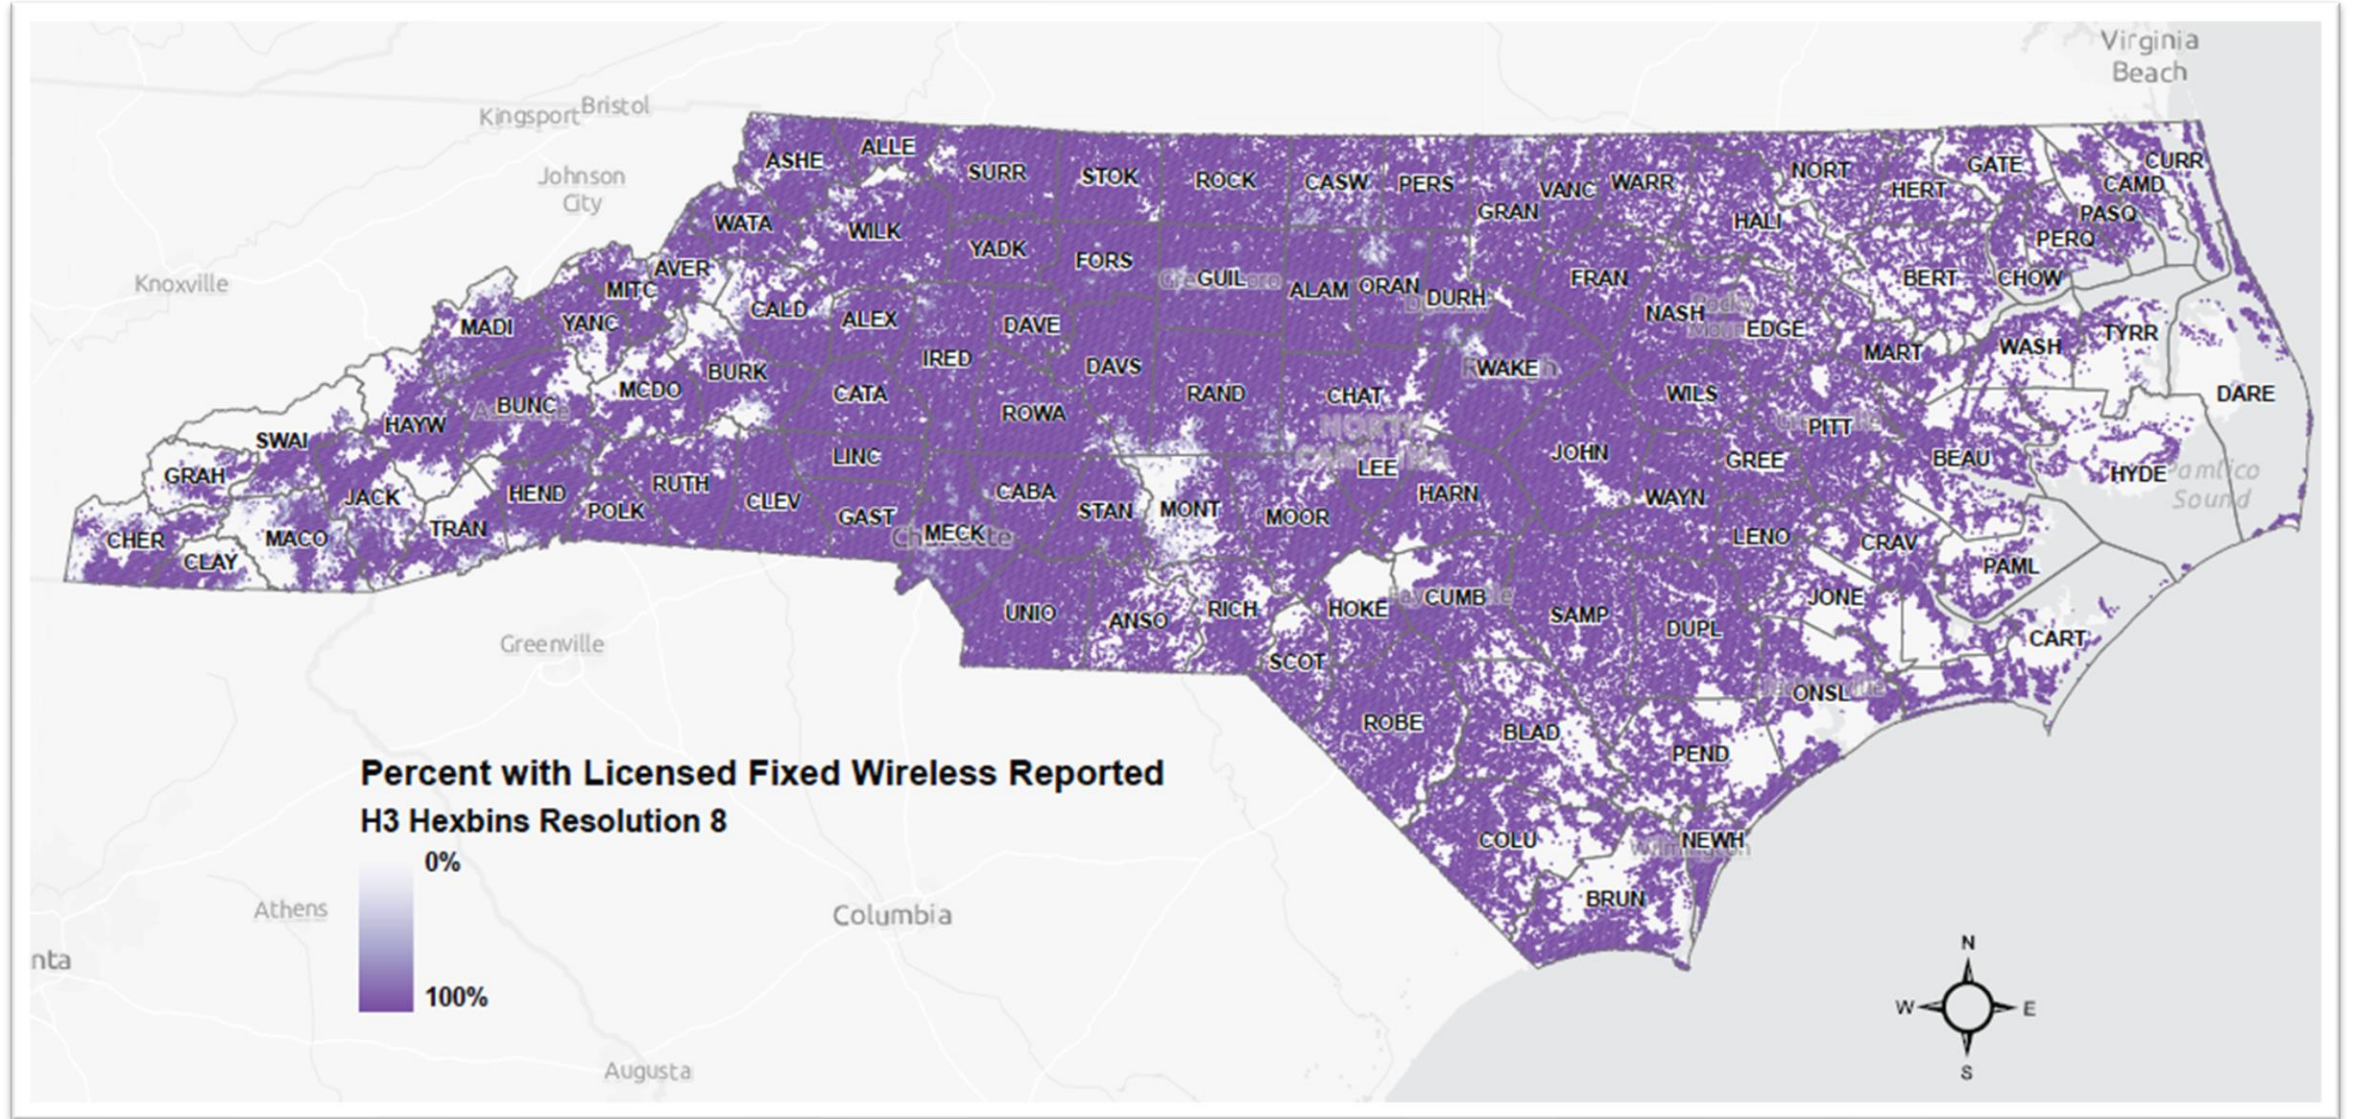 Virginia
Beach
Kingsport
Bristol
Johnson
City
Knoxville
ASHE
ALLE
SURR
STOK
ROCK
CASW
PERS
GRAN
VANC
WARR
NORT
HERT
GATE
CURR
CAMD
PASQ
PERQ
HALI
WATA
WILK
YADK
FORS
GUIL
ALAM
ORAN
DURH
FRAN
BERT
CHOW
AVER
MITC
MADI
YANC
CALD
ALEX
DAVE
NASH
EDGE
MART
WASH
TYRR
DARE
IRED
DAVS
BURK
MCDO
CATA
ROWA
RAND
CHAT
WAKE
WILS
PITT
HAYW
BUNC
SWAI
GRAH
LINC
NORTH
LEE
JOHN
GREE
BEAU
HYDE
Pamlico
Sound
JACK
HEND
POLK
RUTH
CLEV
GAST
CABA
STAN
MONT
MOOR
HARN
WAYN
LENO
CRAV
PAML
CHER
CLAY
MACO
TRAN
MECK
Charlotte
UNIO
ANSO
RICH
HOKE
CUMB
SAMP
DUPL
JONE
CART
SCOT
ROBE
BLAD
PEND
ONSL
COLU
NEWH
Wilmington
BRUN
Greenville
Percent with Licensed Fixed Wireless Reported
H3 Hexbins Resolution 8
0%
100%
Athens
Columbia
nta
Augusta
N
W
E
S